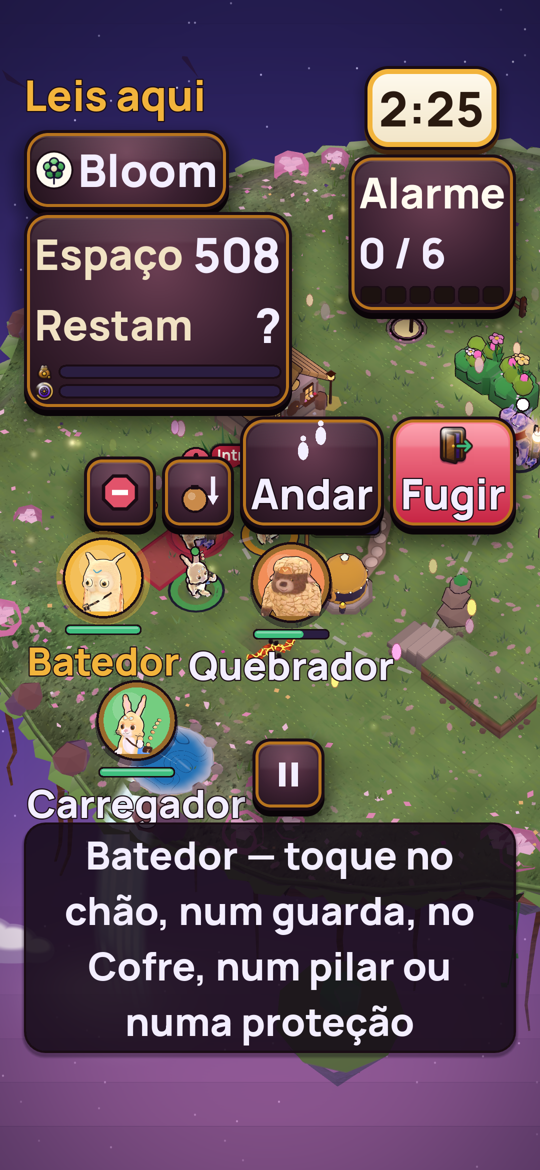 Leis aqui
2:25
Bloom
Alarme
0 / 6
Espaço 508
Restam ?
Andar
Fugir
Batedor
Quebrador
Carregador
Batedor — toque no
chão, num guarda, no
Cofre, num pilar ou
numa proteção